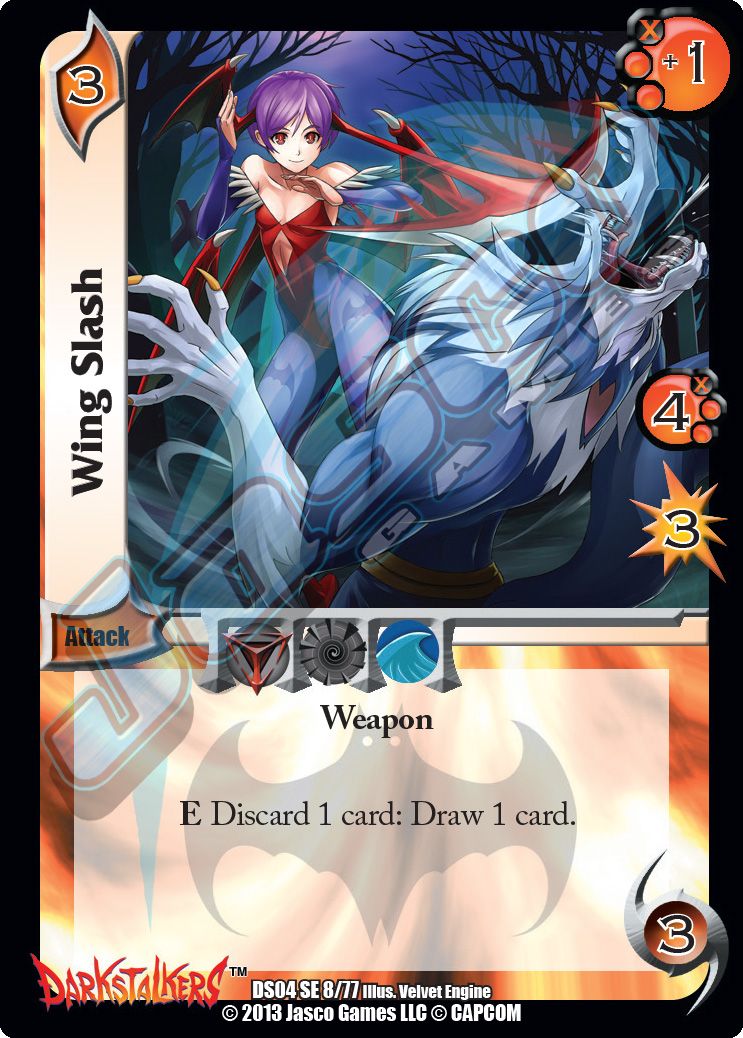 3
+1
Wing Slash
4
3
Attack
Weapon
E Discard 1 card: Draw 1 card.
3
DARKSTALKERS™
DS04 SE 8/77 Illus. Velvet Engine
© 2013 Jasco Games LLC © CAPCOM